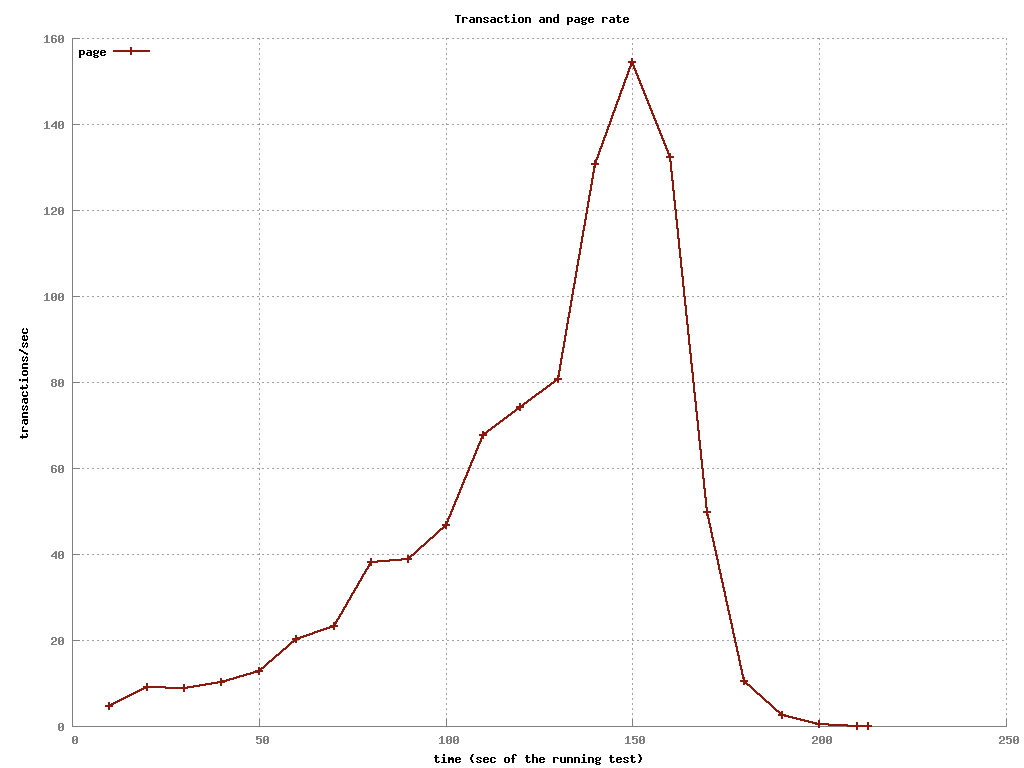 Transaction and page rate
160
page
140
120
100
80
60
40
20
0
transactions/sec
0 50 100 150 200 250
time (sec of the running test)